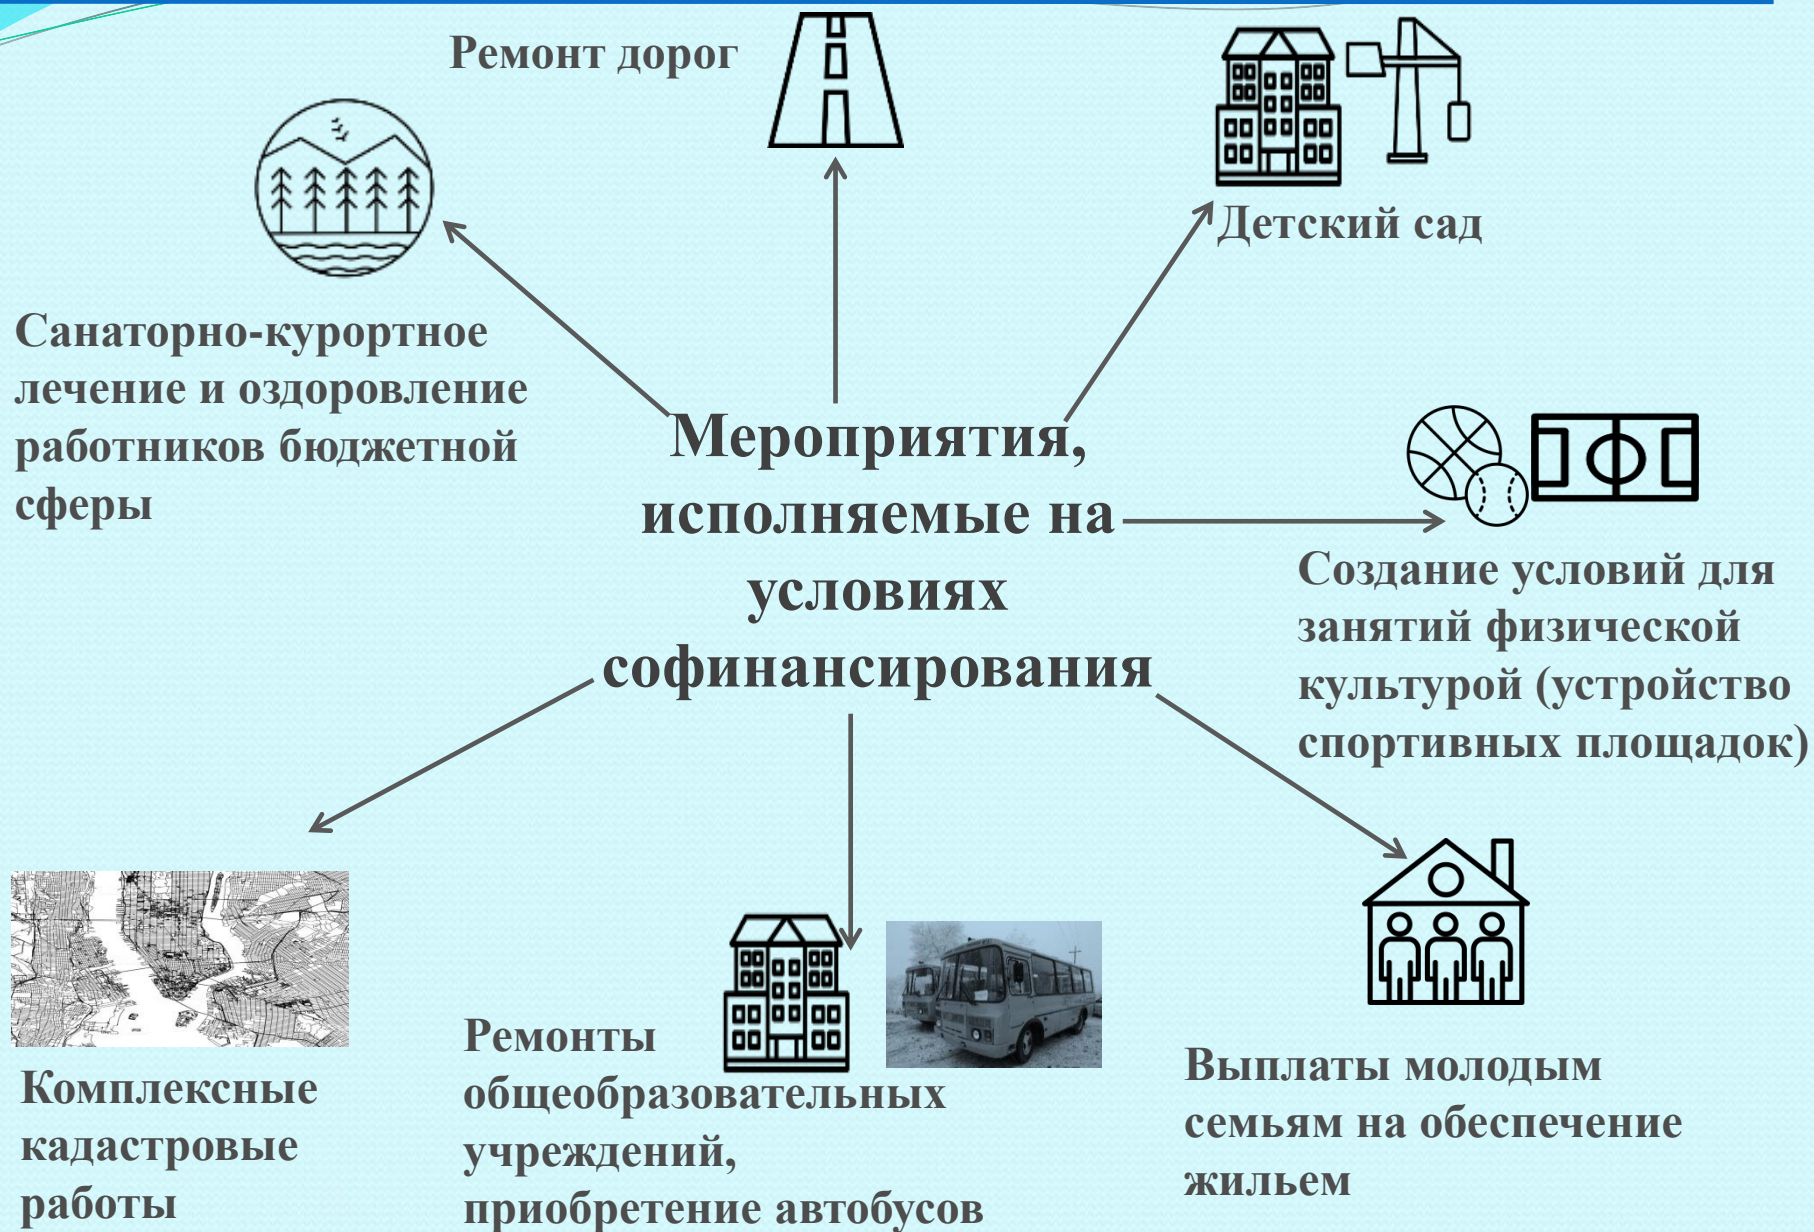 Ремонт дорог
Детский сад
Санаторно-курортное
лечение и оздоровление
работников бюджетной
сферы
Мероприятия,
исполняемые на
условиях
софинансирования
Создание условий для
занятий физической
культурой (устройство
спортивных площадок)
Комплексные
кадастровые
работы
Ремонты
общеобразовательных
учреждений,
приобретение автобусов
Выплаты молодым
семьям на обеспечение
жильем